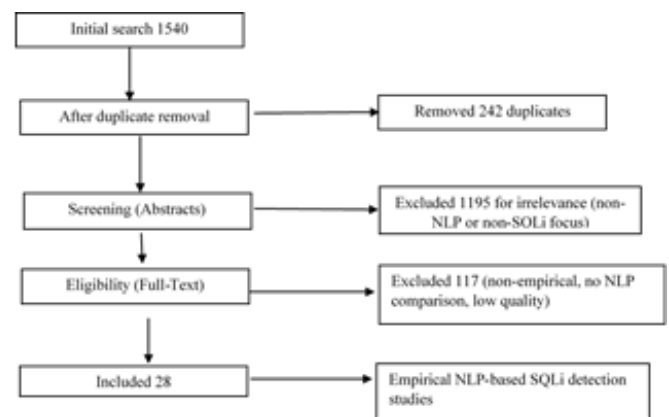 Initial search 1540
After duplicate removal
Removed 242 duplicates
Screening (Abstracts)
Excluded 1195 for irrelevance (non-
NLP or non-SOLi focus)
Eligibility (Full-Text)
Excluded 117 (non-empirical, no NLP
comparison, low quality)
Included 28
Empirical NLP-based SQLi detection
studies